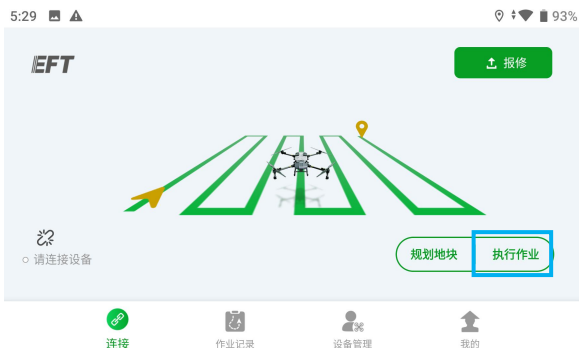 5:29
93%
EFT
报修
请连接设备
规划地块
执行作业
连接
作业记录
设备管理
我的